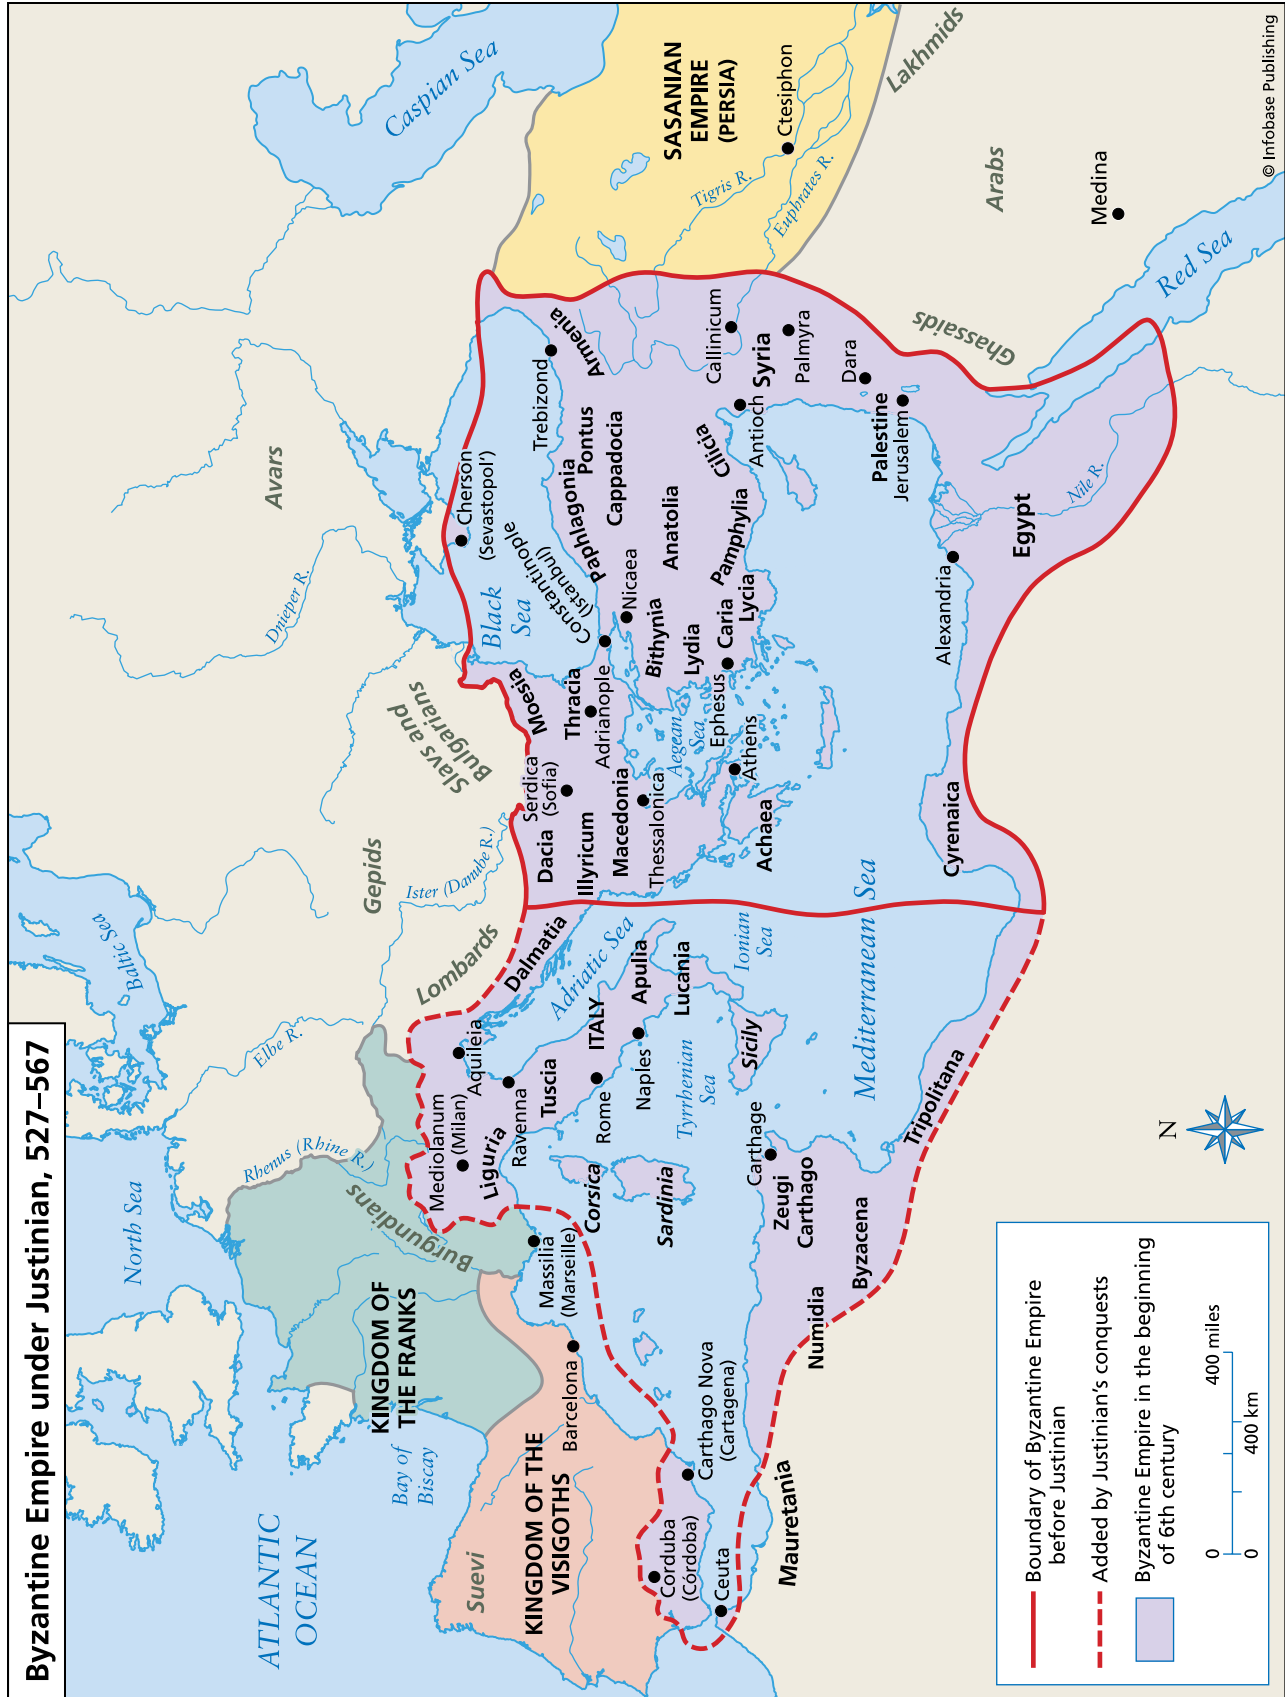 Byzantine Empire under Justinian, 527–567
ATLANTIC
OCEAN
North Sea
Baltic Sea
Elbe R.
Rhenus (Rhine R.)
Bay of
Biscay
KINGDOM OF
THE FRANKS
Burgundians
Suevi
KINGDOM OF THE
VISIGOTHS
Barcelona
Massilia
(Marseille)
Corduba
(Córdoba)
Carthago Nova
(Cartagena)
Ceuta
Mauretania
Numidia
Byzacena
Zeugi
Carthago
Carthage
Tripolitana
Corsica
Sardinia
Sicily
Tyrrhenian
Sea
Mediolanum
(Milan)
Liguria
Aquileia
Ravenna
Tuscia
ITALY
Rome
Naples
Apulia
Lucania
Adriatic Sea
Ionian
Sea
Mediterranean Sea
Dalmatia
Lombards
Gepids
Ister (Danube R.)
Slavs and
Bulgarians
Avars
Dnieper R.
Dacia
Serdica
(Sofia)
Illyricum
Macedonia
Thessalonica
Achaea
Athens
Aegean
Sea
Moesia
Thracia
Adrianople
Constantinople
(Istanbul)
Black
Sea
Cherson
(Sevastopol’)
Nicaea
Bithynia
Lydia
Ephesus
Caria
Lycia
Pamphylia
Anatolia
Paphlagonia
Pontus
Cappadocia
Cilicia
Trebizond
Armenia
Antioch
Callinicum
Syria
Palmyra
Dara
Palestine
Jerusalem
Alexandria
Egypt
Nile R.
Cyrenaica
Caspian Sea
SASANIAN
EMPIRE
(PERSIA)
Ctesiphon
Tigris R.
Euphrates R.
Lakhmids
Ghassaids
Arabs
Medina
Red Sea
N
Boundary of Byzantine Empire
before Justinian
Added by Justinian’s conquests
Byzantine Empire in the beginning
of 6th century
0 400 miles
0 400 km
© Infobase Publishing